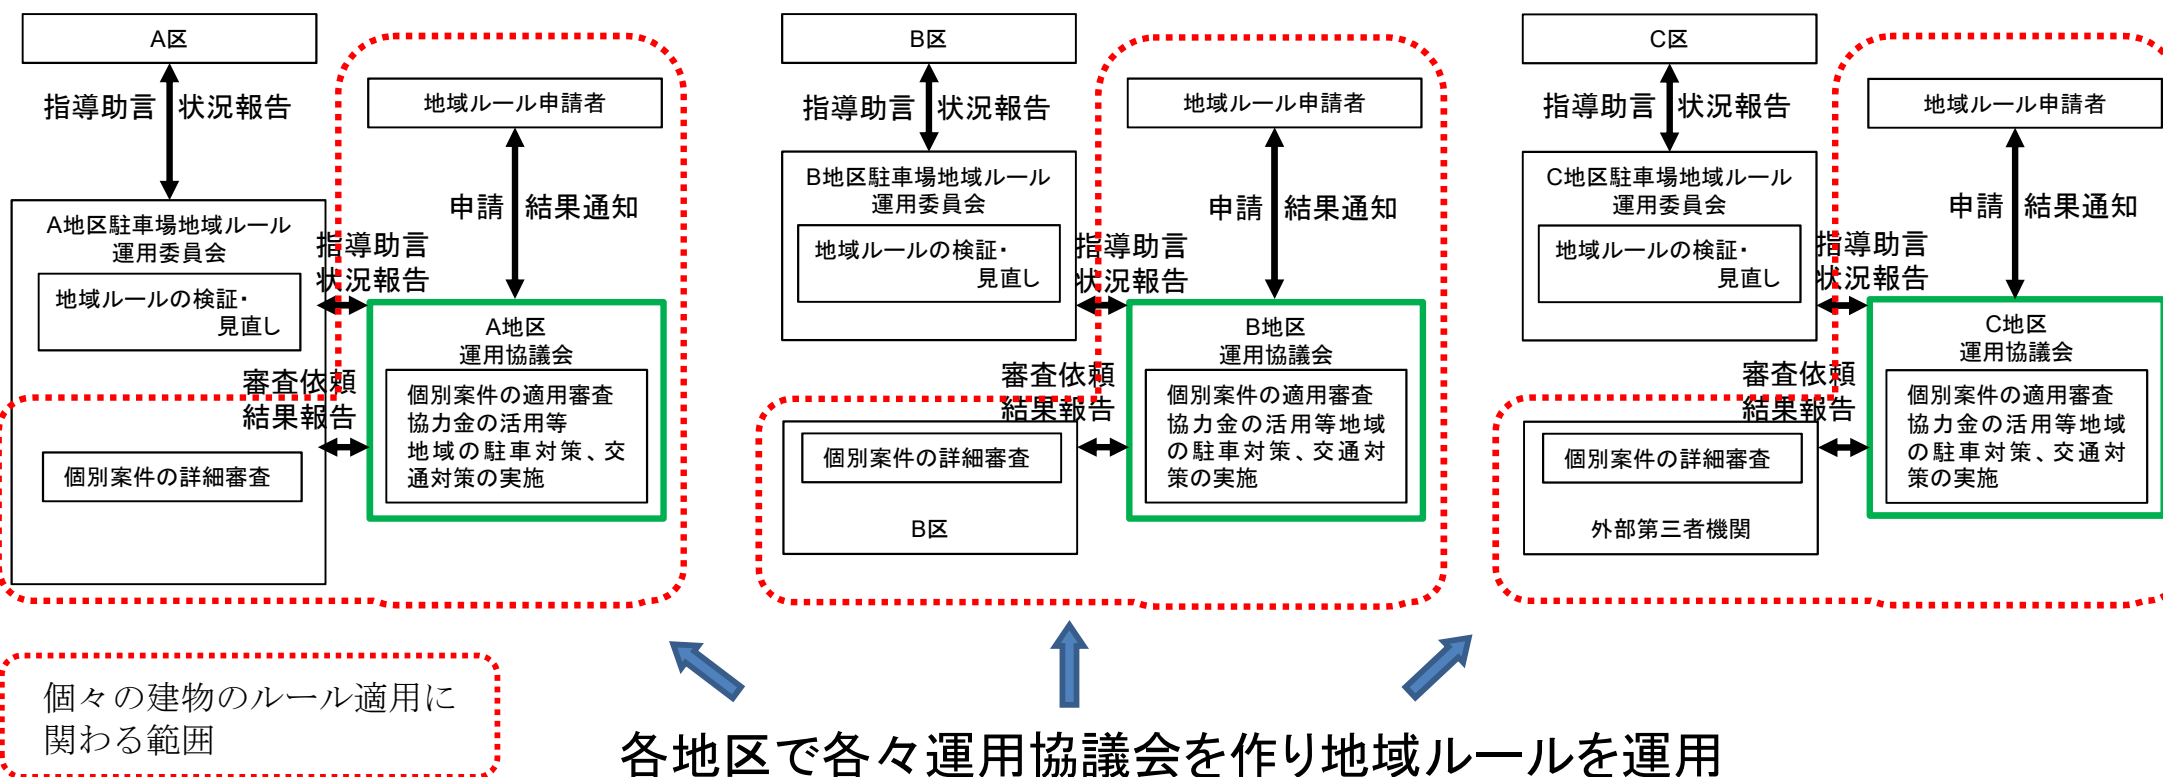 A区
指導助言 状況報告
地域ルール申請者
申請 結果通知
A地区駐車場地域ルール
運用委員会
地域ルールの検証・
見直し
指導助言
状況報告
A地区
運用協議会
個別案件の適用審査
協力金の活用等
地域の駐車対策、交
通対策の実施
審査依頼
結果報告
個別案件の詳細審査
B区
指導助言 状況報告
地域ルール申請者
申請 結果通知
B地区駐車場地域ルール
運用委員会
地域ルールの検証・
見直し
指導助言
状況報告
B地区
運用協議会
個別案件の適用審査
協力金の活用等地域
の駐車対策、交通対
策の実施
審査依頼
結果報告
個別案件の詳細審査
B区
C区
指導助言 状況報告
地域ルール申請者
申請 結果通知
C地区駐車場地域ルール
運用委員会
地域ルールの検証・
見直し
指導助言
状況報告
C地区
運用協議会
個別案件の適用審査
協力金の活用等地域
の駐車対策、交通対
策の実施
審査依頼
結果報告
個別案件の詳細審査
外部第三者機関
個々の建物のルール適用に
関わる範囲
各地区で各々運用協議会を作り地域ルールを運用